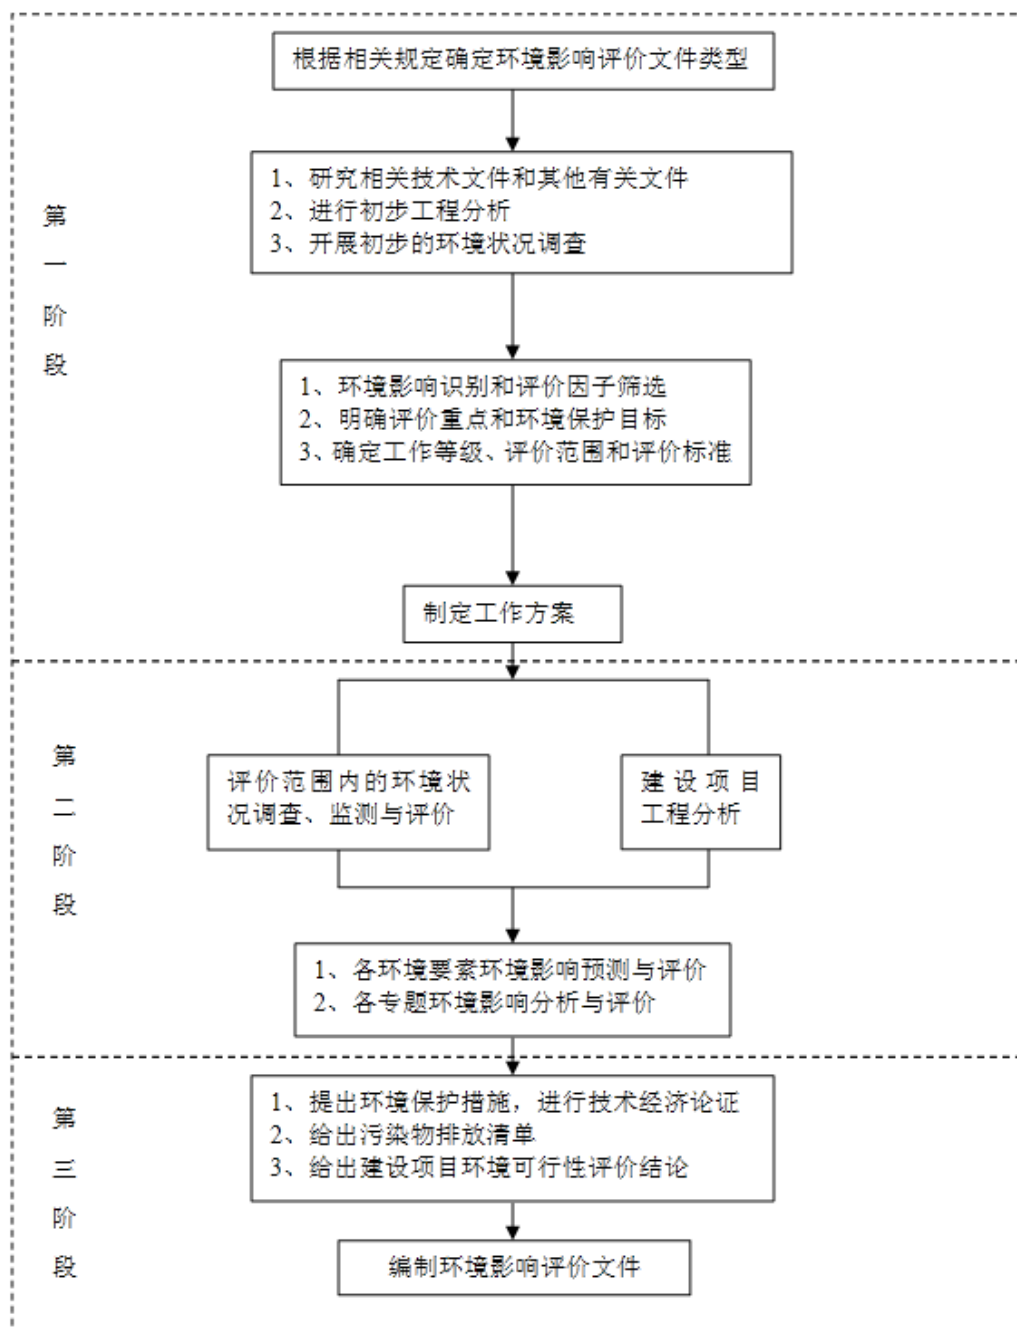 根据相关规定确定环境影响评价文件类型
第一阶段
1、研究相关技术文件和其他有关文件
2、进行初步工程分析
3、开展初步的环境状况调查
1、环境影响识别和评价因子筛选
2、明确评价重点和环境保护目标
3、确定工作等级、评价范围和评价标准
制定工作方案
第二阶段
评价范围内的环境状
况调查、监测与评价
建设项目
工程分析
1、各环境要素环境影响预测与评价
2、各专题环境影响分析与评价
第三阶段
1、提出环境保护措施，进行技术经济论证
2、给出污染物排放清单
3、给出建设项目环境可行性评价结论
编制环境影响评价文件